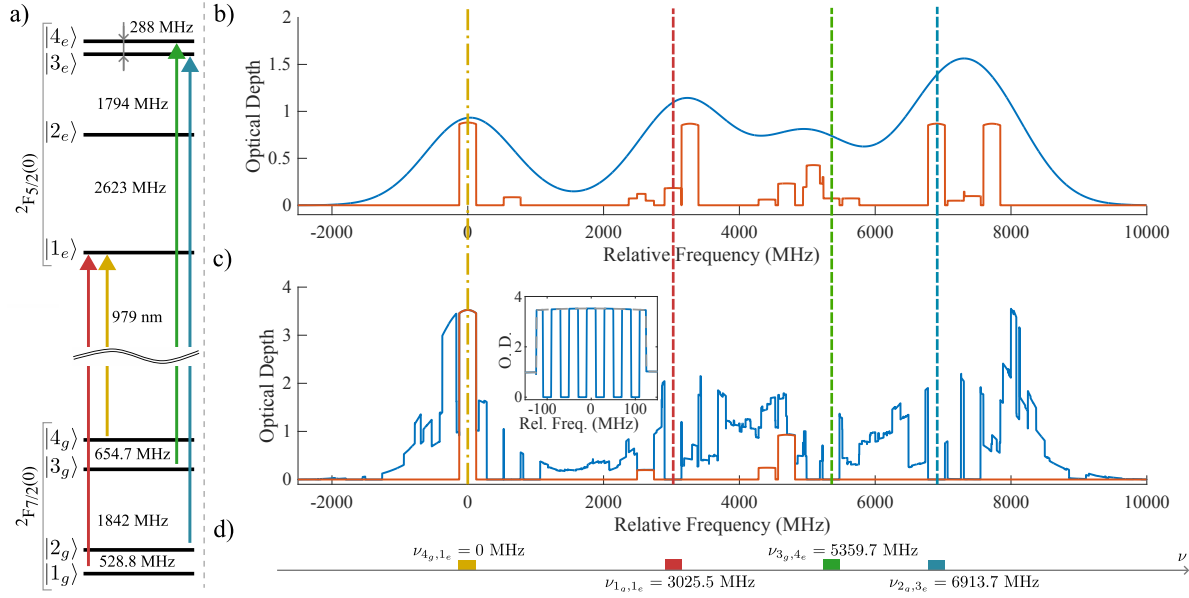 a)
|4e⟩
288 MHz
|3e⟩
1794 MHz
|2e⟩
2623 MHz
²F5/2(0)
|1e⟩
979 nm
|4g⟩
654.7 MHz
|3g⟩
²F7/2(0)
1842 MHz
|2g⟩
528.8 MHz
|1g⟩
b)
2
1.5
1
0.5
0
Optical Depth
-2000 0 2000 4000 6000 8000 10000
Relative Frequency (MHz)
c)
4
3
2
1
0
Optical Depth
4
2
0
O. D.
-100 0 100
Rel. Freq. (MHz)
-2000 0 2000 4000 6000 8000 10000
Relative Frequency (MHz)
d)
ν4g,1e = 0 MHz
ν3g,4e = 5359.7 MHz
ν
ν1g,1e = 3025.5 MHz
ν2g,3e = 6913.7 MHz